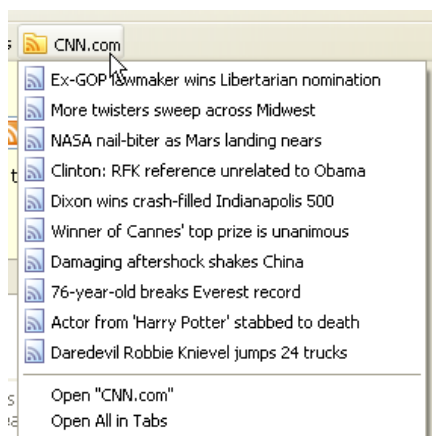 CNN.com
Ex-GOP lawmaker wins Libertarian nomination
More twisters sweep across Midwest
NASA nail-biter as Mars landing nears
Clinton: RFK reference unrelated to Obama
Dixon wins crash-filled Indianapolis 500
Winner of Cannes' top prize is unanimous
Damaging aftershock shakes China
76-year-old breaks Everest record
Actor from 'Harry Potter' stabbed to death
Daredevil Robbie Knievel jumps 24 trucks
Open "CNN.com"
Open All in Tabs